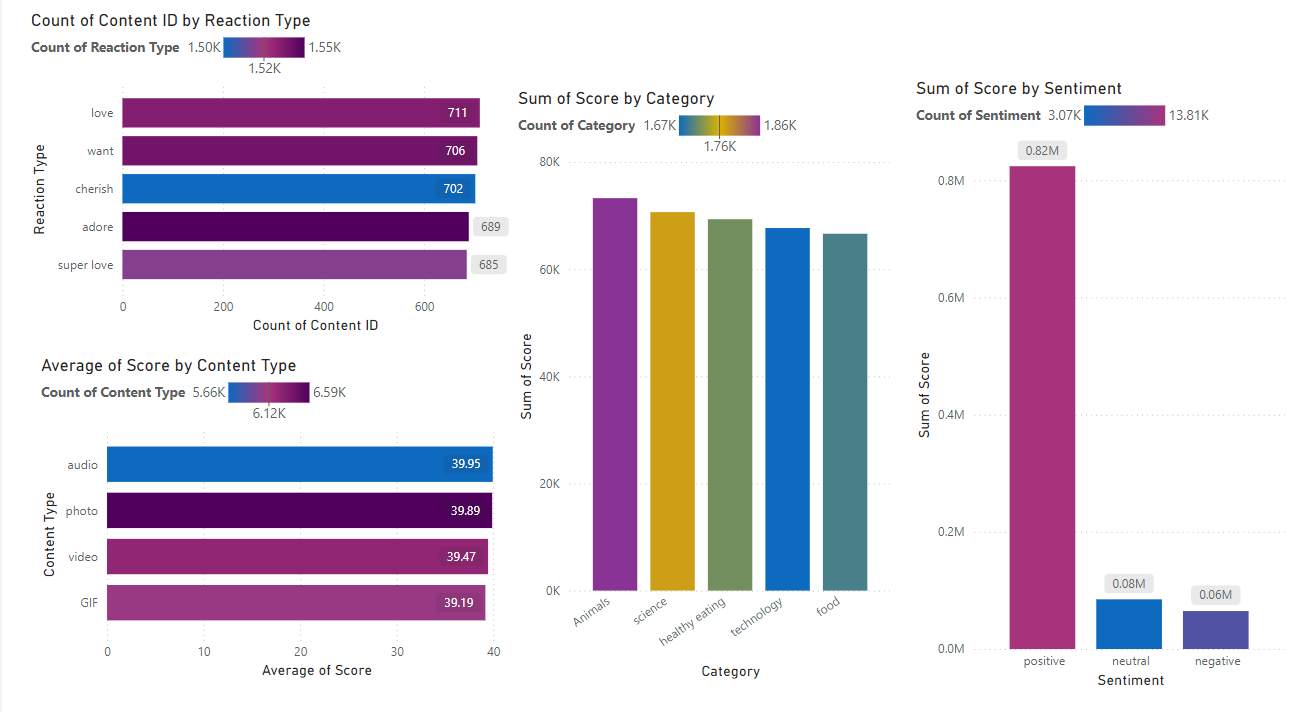 Count of Content ID by Reaction Type
Count of Reaction Type 1.50K 1.55K
1.52K
Reaction Type
love 711
want 706
cherish 702
adore 689
super love 685
0 200 400 600
Count of Content ID
Average of Score by Content Type
Count of Content Type 5.66K 6.59K
6.12K
Content Type
audio 39.95
photo 39.89
video 39.47
GIF 39.19
0 10 20 30 40
Average of Score
Sum of Score by Category
Count of Category 1.67K 1.86K
1.76K
Sum of Score
80K
60K
40K
20K
0K
Animals science healthy eating technology food
Category
Sum of Score by Sentiment
Count of Sentiment 3.07K 13.81K
Sum of Score
0.8M
0.6M
0.4M
0.2M
0.0M
0.82M
0.08M
0.06M
positive neutral negative
Sentiment